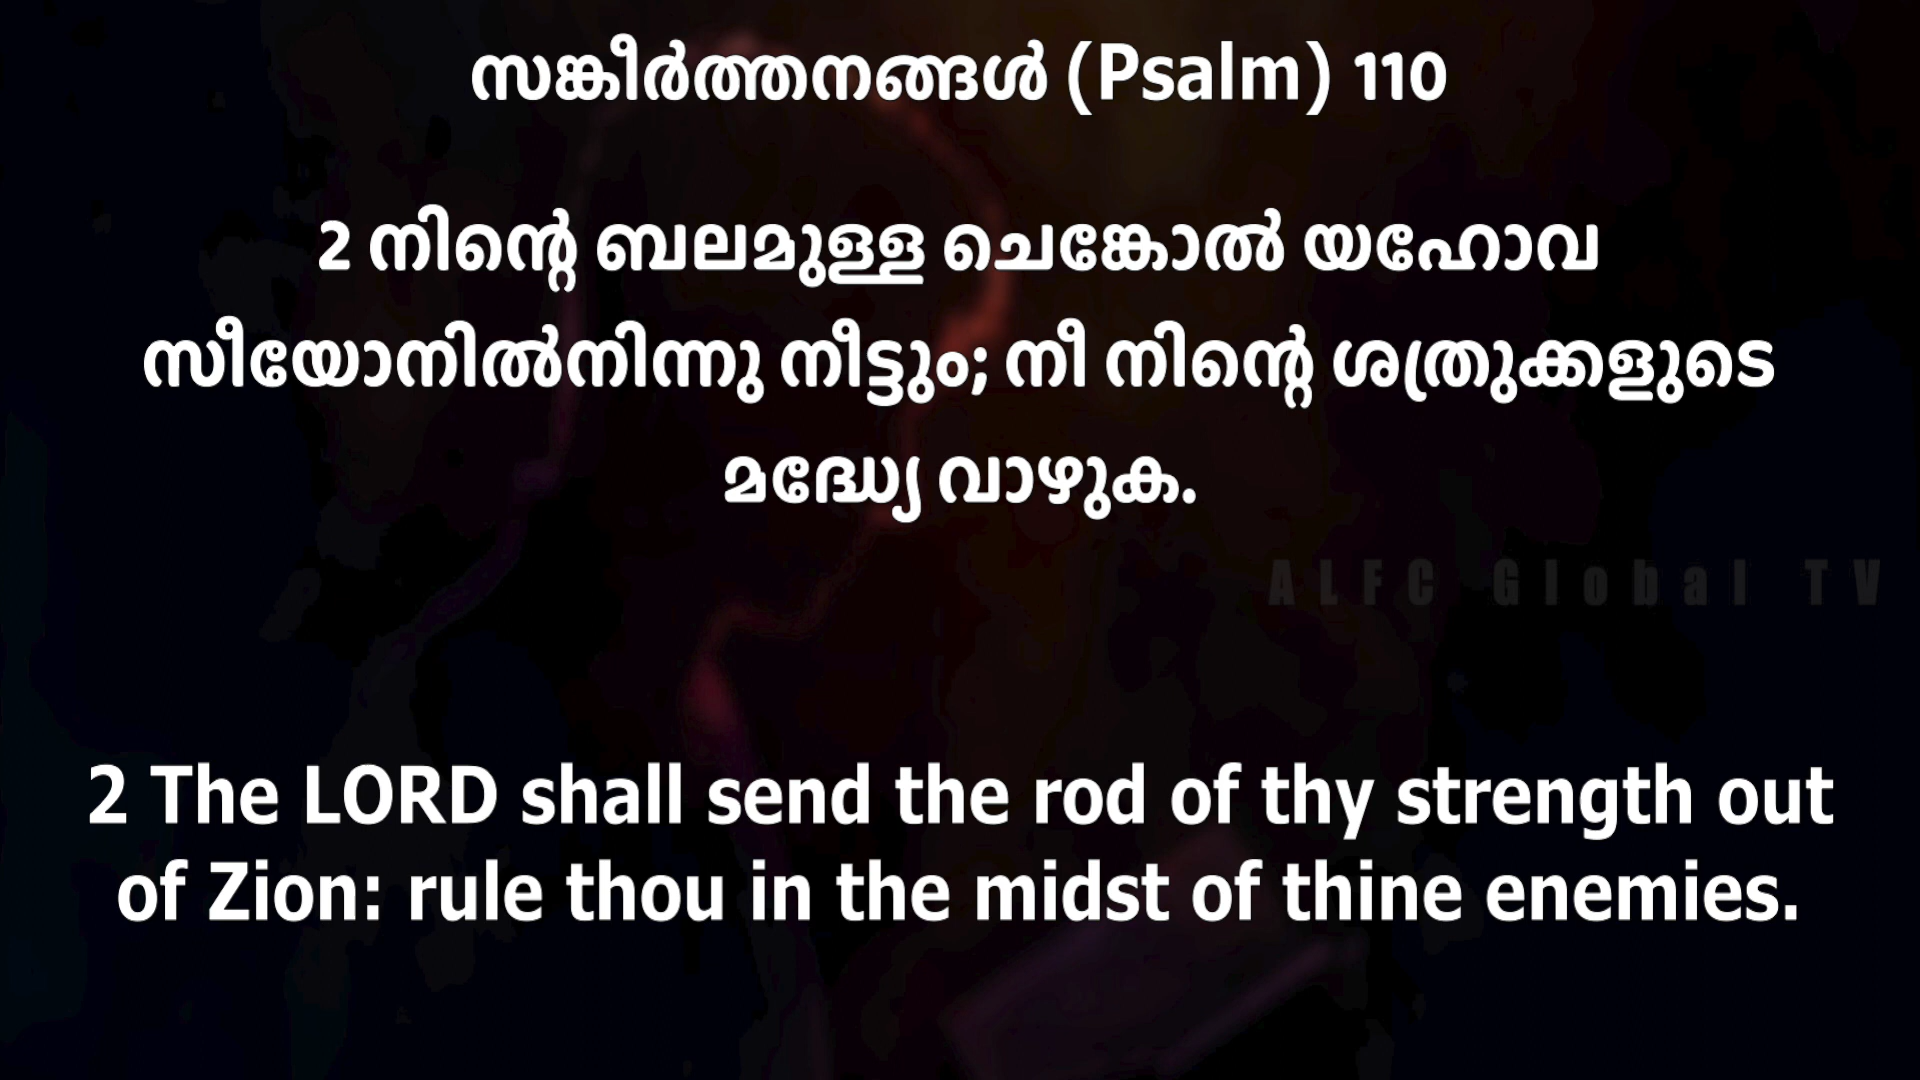 സങ്കീർത്തനങ്ങൾ (Psalm) 110
2 നിന്റെ ബലമുള്ള ചെങ്കോൽ യഹോവ
സീയോനിൽനിന്നു നീട്ടും; നീ നിന്റെ ശത്രുക്കളുടെ
മദ്ധ്യേ വാഴുക.
ALFC Global TV
2 The LORD shall send the rod of thy strength out
of Zion: rule thou in the midst of thine enemies.